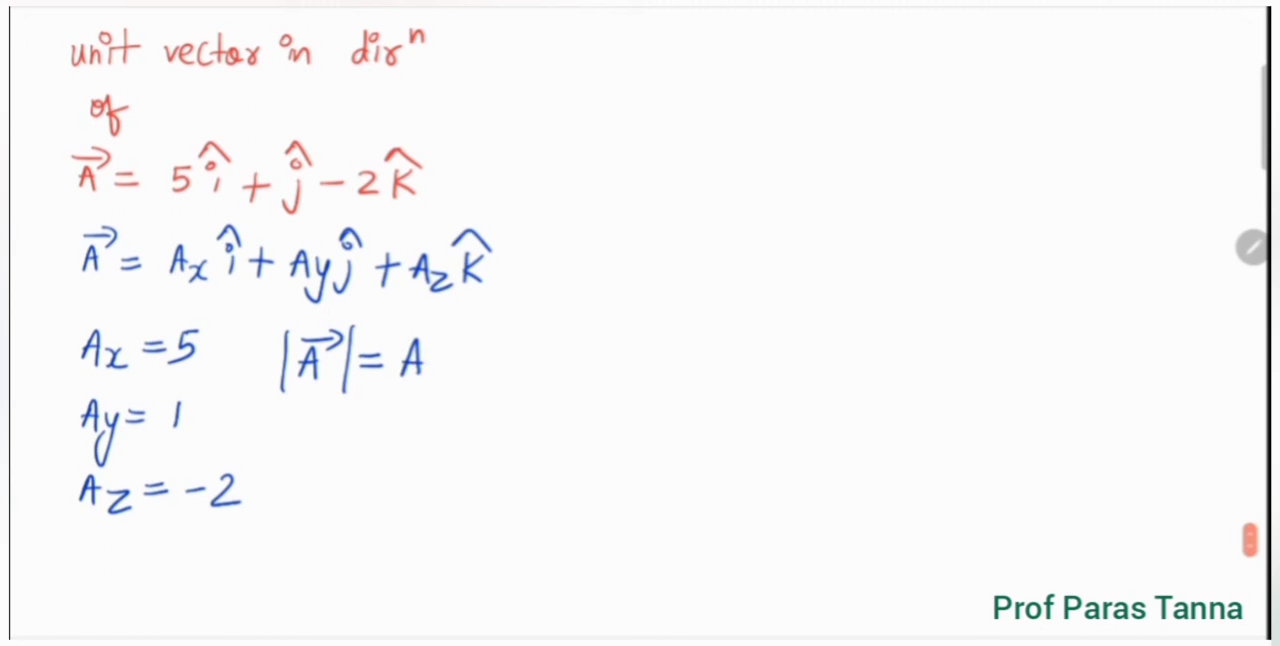 unit vector in dirⁿ
of
A⃗ = 5î + ĵ - 2K̂
A⃗ = Aₓ î + Ay ĵ + Az K̂
Aₓ = 5    |A⃗| = A
Ay = 1
Az = -2
Prof Paras Tanna